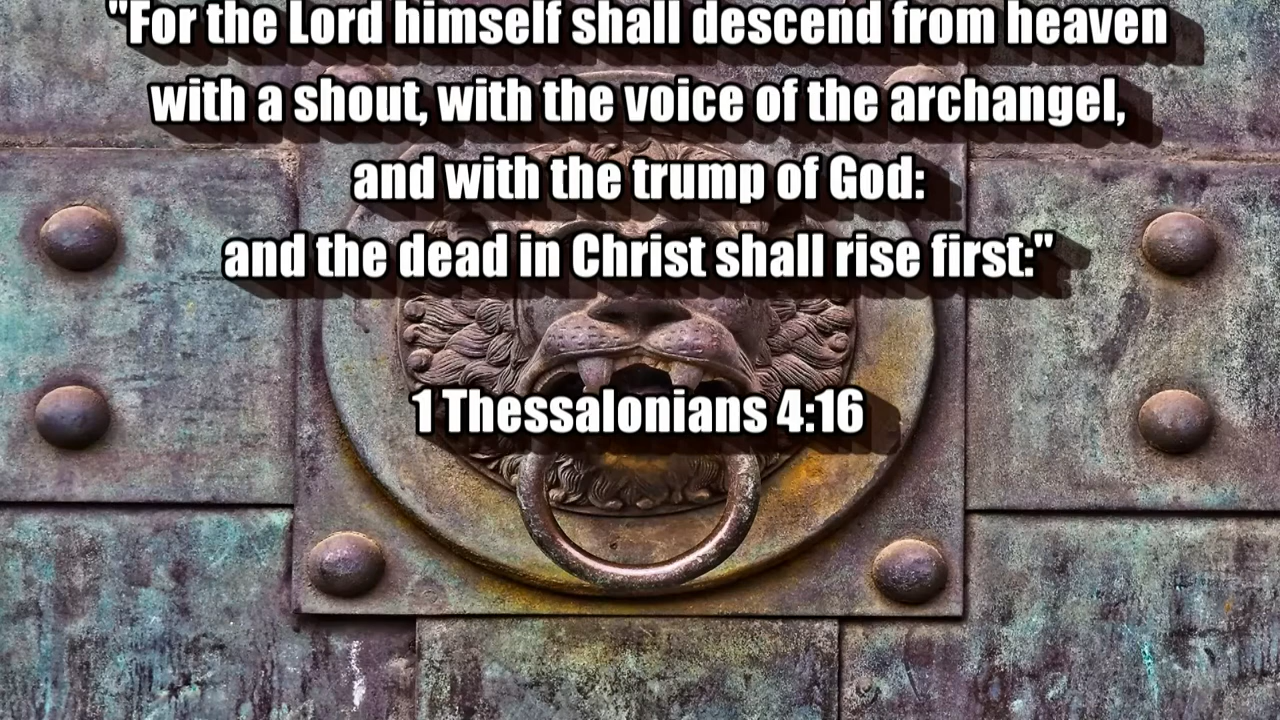 "For the Lord himself shall descend from heaven
with a shout, with the voice of the archangel,
and with the trump of God:
and the dead in Christ shall rise first:"
1 Thessalonians 4:16